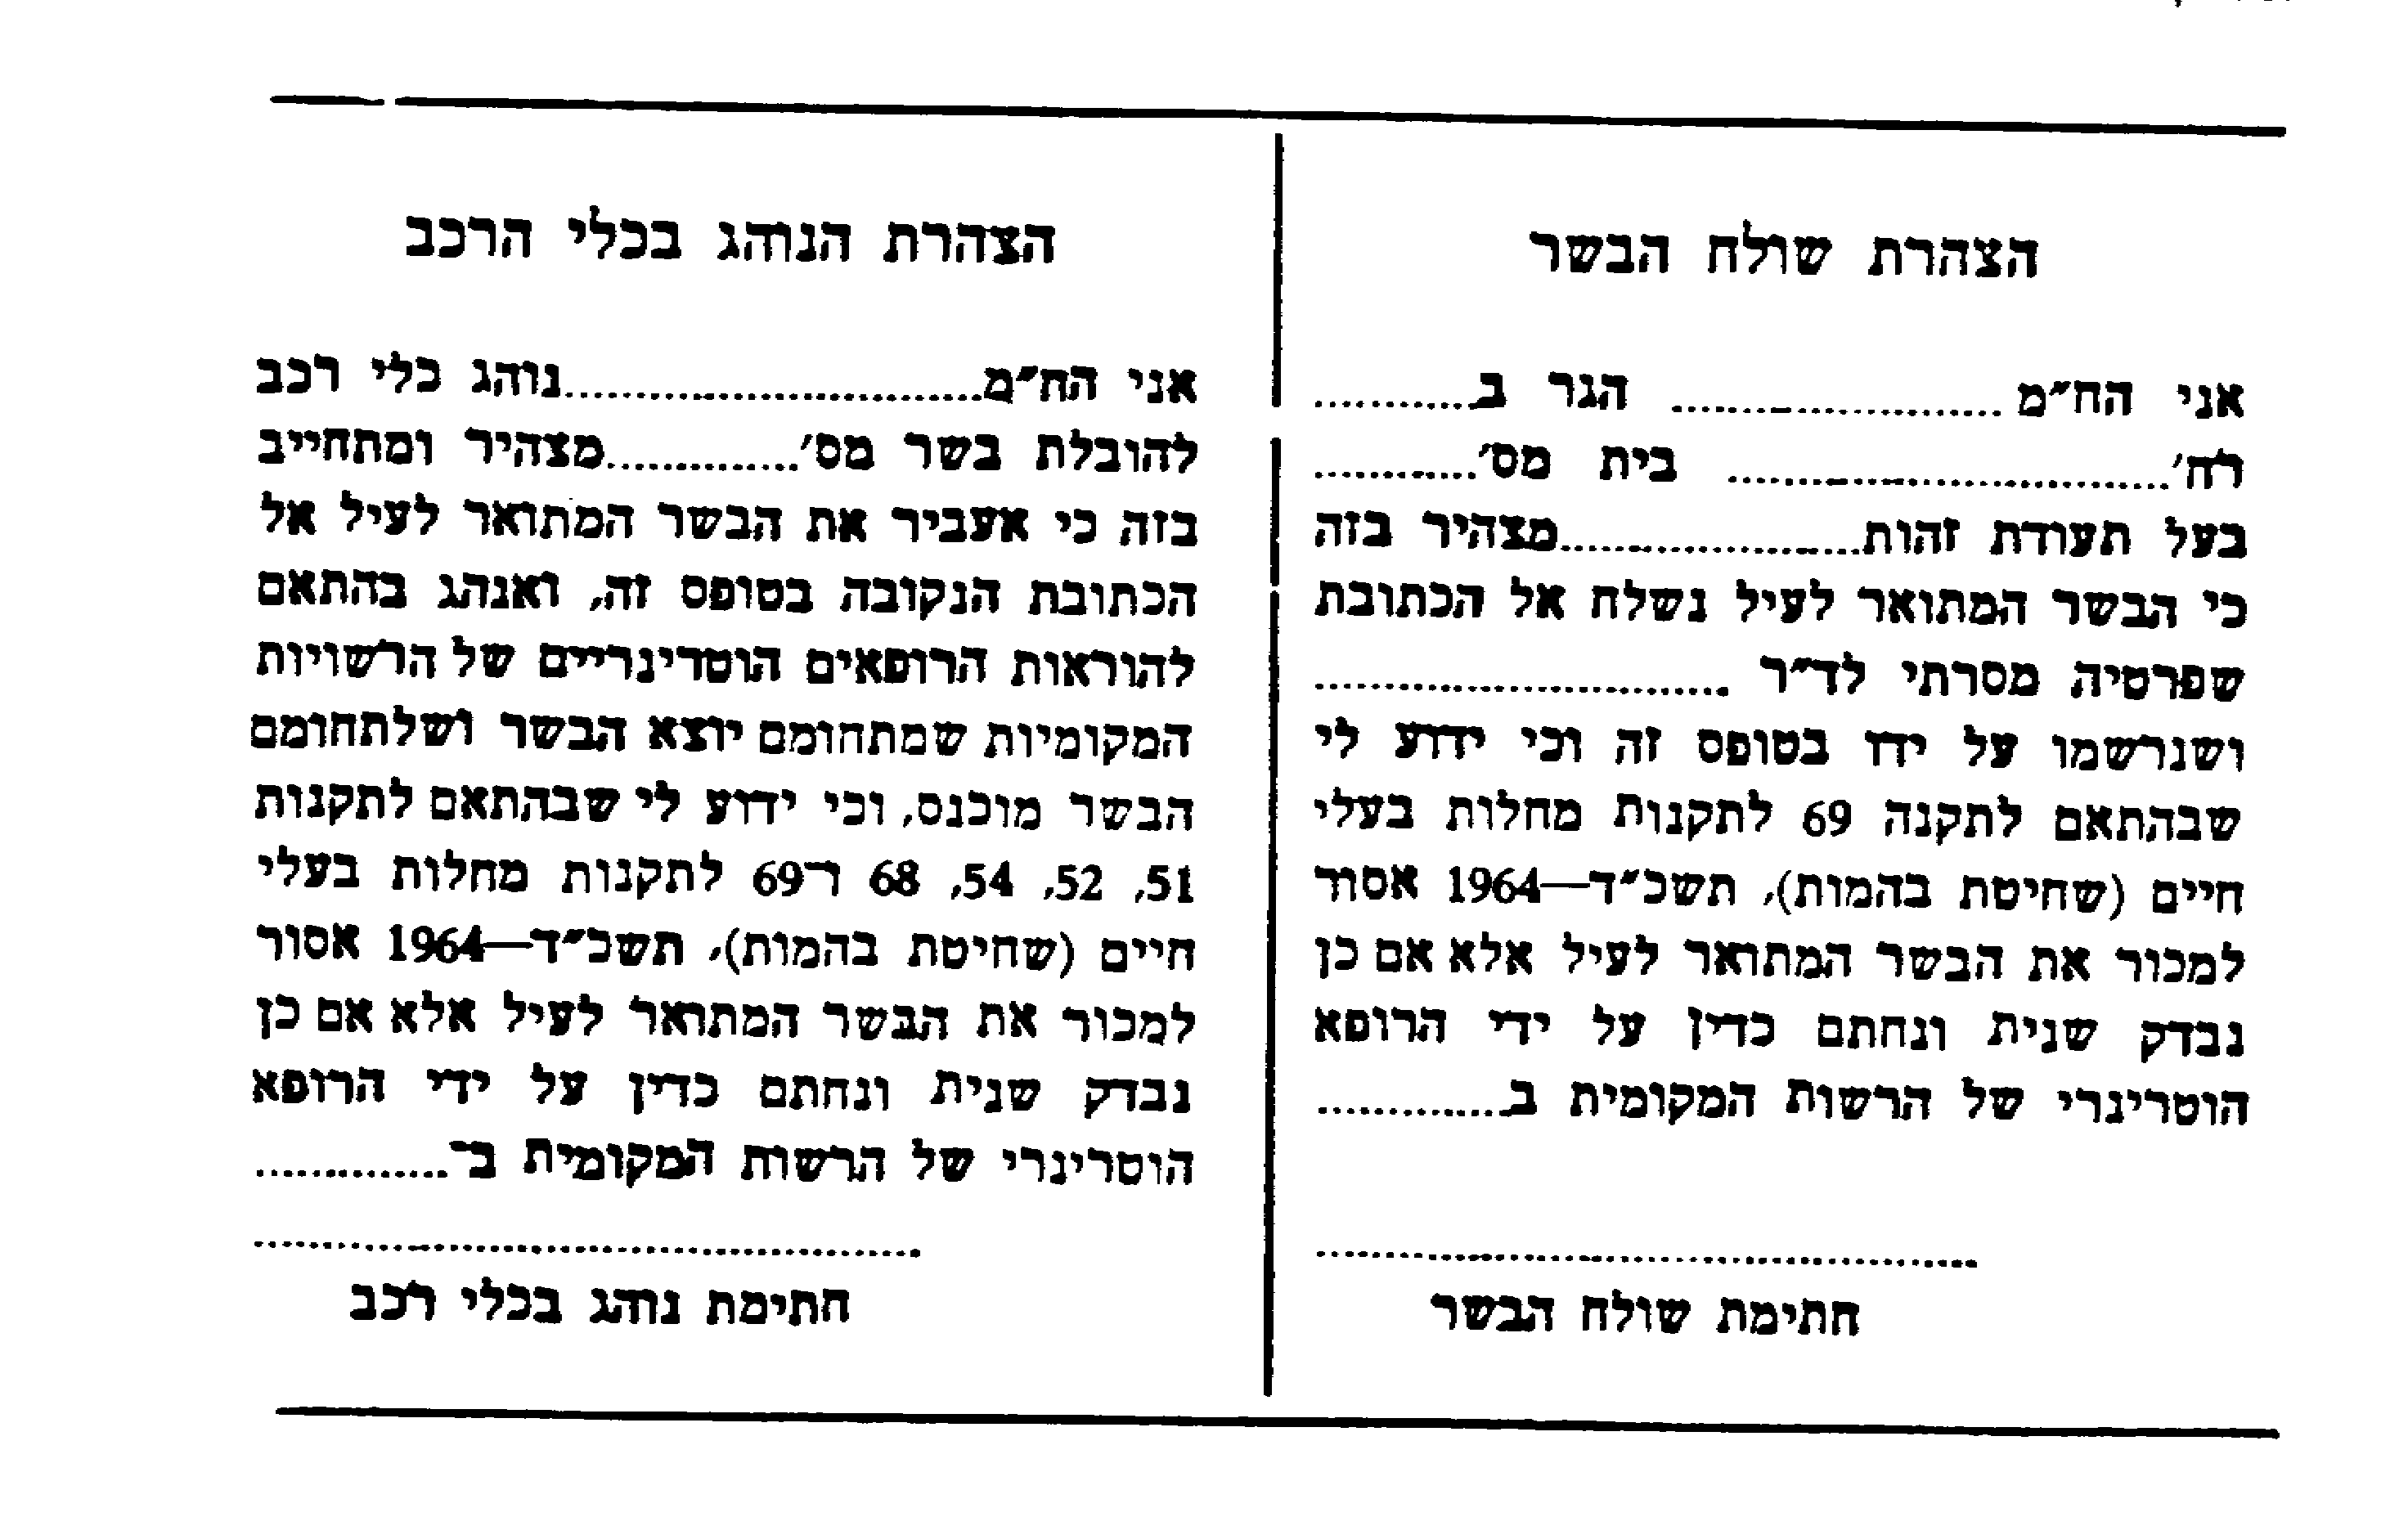 הצהרת שולח הבשר
אני הח״מ ........................ הגר ב............
רח׳................................ בית מס׳............
בעל תעודת זהות......................מצהיר בזה
כי הבשר המתואר לעיל נשלח אל הכתובת
שפרטיה מסרתי לד״ר ..............................
ושנרשמו על ידו בטופס זה וכי ידוע לי
שבהתאם לתקנה 69 לתקנות מחלות בעלי
חיים (שחיטת בהמות), תשכ״ד—1964 אסור
למכור את הבשר המתואר לעיל אלא אם כן
נבדק שנית ונחתם כדין על ידי הרופא
הוטרינרי של הרשות המקומית ב..............
................................................
חתימת שולח הבשר
הצהרת הנוהג בכלי הרכב
אני הח״מ..............................נוהג כלי רכב
להובלת בשר מס׳..............מצהיר ומתחייב
בזה כי אעביר את הבשר המתואר לעיל אל
הכתובת הנקובה בטופס זה, ואנהג בהתאם
להוראות הרופאים הוטרינריים של הרשויות
המקומיות שמתחומם יוצא הבשר ושלתחומם
הבשר מוכנס, וכי ידוע לי שבהתאם לתקנות
51, 52, 54, 68 ו־69 לתקנות מחלות בעלי
חיים (שחיטת בהמות), תשכ״ד—1964 אסור
למכור את הבשר המתואר לעיל אלא אם כן
נבדק שנית ונחתם כדין על ידי הרופא
הוטרינרי של הרשות המקומית ב־..............
................................................
חתימת נוהג בכלי רכב